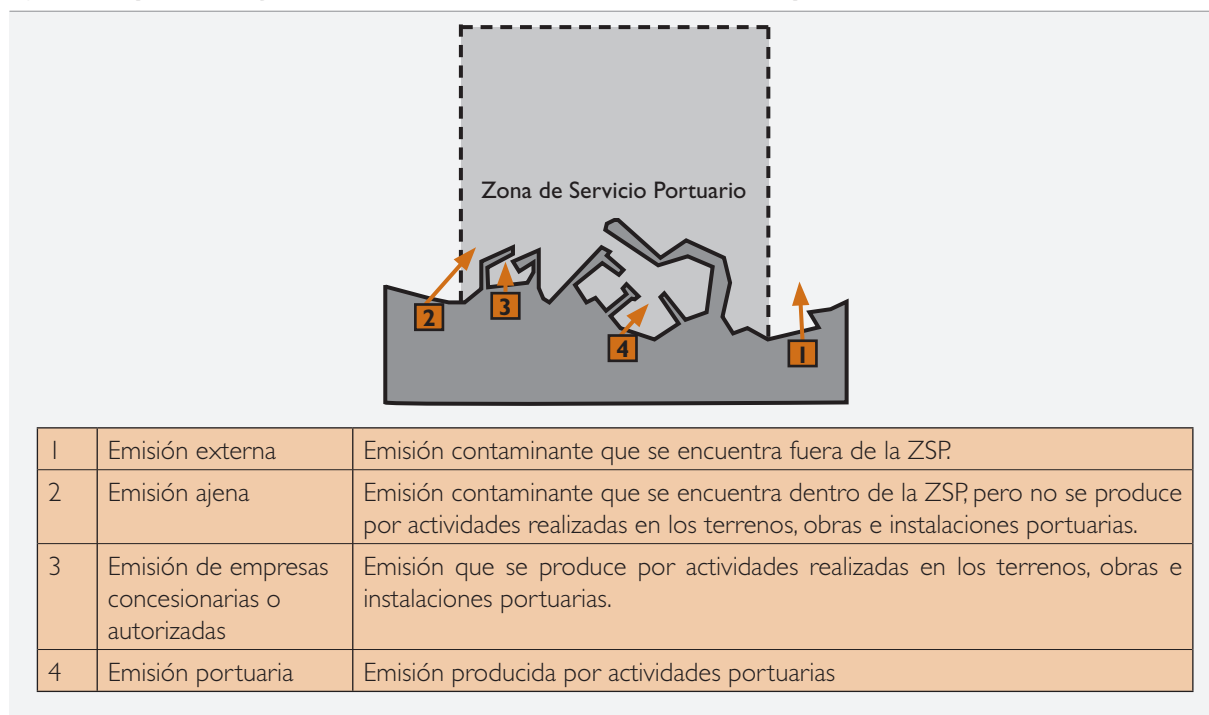 Zona de Servicio Portuario
2
3
4
1
1 Emisión externa Emisión contaminante que se encuentra fuera de la ZSP.
2 Emisión ajena Emisión contaminante que se encuentra dentro de la ZSP, pero no se produce
por actividades realizadas en los terrenos, obras e instalaciones portuarias.
3 Emisión de empresas Emisión que se produce por actividades realizadas en los terrenos, obras e
concesionarias o instalaciones portuarias.
autorizadas
4 Emisión portuaria Emisión producida por actividades portuarias